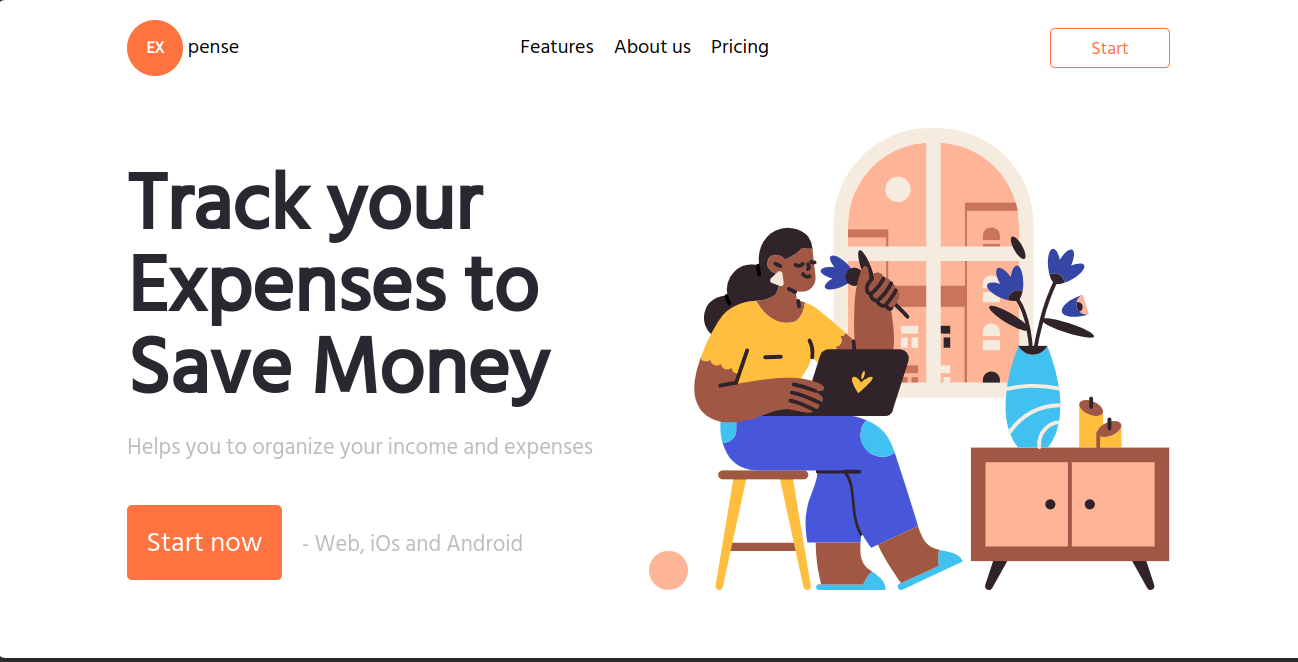 EX pense
Features About us Pricing
Start
Track your
Expenses to
Save Money
Helps you to organize your income and expenses
Start now
- Web, iOs and Android